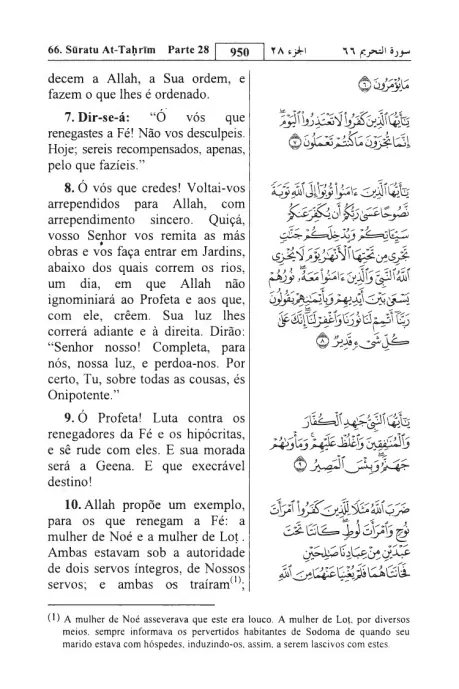 66. Sūratu At-Taḥrīm Parte 28 950 الجزء ٢٨ سورة التحريم ٦٦
decem a Allah, a Sua ordem, e
fazem o que lhes é ordenado.
7. Dir-se-á: “Ó vós que
renegastes a Fé! Não vos desculpeis.
Hoje; sereis recompensados, apenas,
pelo que fazíeis.”
8. Ó vós que credes! Voltai-vos
arrependidos para Allah, com
arrependimento sincero. Quiçá,
vosso Senhor vos remita as más
obras e vos faça entrar em Jardins,
abaixo dos quais correm os rios,
um dia, em que Allah não
ignominiará ao Profeta e aos que,
com ele, crêem. Sua luz lhes
correrá adiante e à direita. Dirão:
“Senhor nosso! Completa, para
nós, nossa luz, e perdoa-nos. Por
certo, Tu, sobre todas as cousas, és
Onipotente.”
9. Ó Profeta! Luta contra os
renegadores da Fé e os hipócritas,
e sê rude com eles. E sua morada
será a Geena. E que execrável
destino!
10. Allah propõe um exemplo,
para os que renegam a Fé: a
mulher de Noé e a mulher de Loṭ .
Ambas estavam sob a autoridade
de dois servos íntegros, de Nossos
servos; e ambas os traíram(1);
مَا يُؤْمَرُونَ ٦
يَٰٓأَيُّهَا ٱلَّذِينَ كَفَرُوا۟ لَا تَعْتَذِرُوا۟ ٱلْيَوْمَ
إِنَّمَا تُجْزَوْنَ مَا كُنتُمْ تَعْمَلُونَ ٧
يَٰٓأَيُّهَا ٱلَّذِينَ ءَامَنُوا۟ تُوبُوٓا۟ إِلَى ٱللَّهِ تَوْبَةً
نَّصُوحًا عَسَىٰ رَبُّكُمْ أَن يُكَفِّرَ عَنكُمْ
سَيِّـَٔاتِكُمْ وَيُدْخِلَكُمْ جَنَّٰتٍ
تَجْرِى مِن تَحْتِهَا ٱلْأَنْهَٰرُ يَوْمَ لَا يُخْزِى
ٱللَّهُ ٱلنَّبِىَّ وَٱلَّذِينَ ءَامَنُوا۟ مَعَهُۥ نُورُهُمْ
يَسْعَىٰ بَيْنَ أَيْدِيهِمْ وَبِأَيْمَٰنِهِمْ يَقُولُونَ
رَبَّنَآ أَتْمِمْ لَنَا نُورَنَا وَٱغْفِرْ لَنَآ إِنَّكَ عَلَىٰ
كُلِّ شَىْءٍ قَدِيرٌ ٨
يَٰٓأَيُّهَا ٱلنَّبِىُّ جَٰهِدِ ٱلْكُفَّارَ
وَٱلْمُنَٰفِقِينَ وَٱغْلُظْ عَلَيْهِمْ وَمَأْوَىٰهُمْ
جَهَنَّمُ وَبِئْسَ ٱلْمَصِيرُ ٩
ضَرَبَ ٱللَّهُ مَثَلًا لِّلَّذِينَ كَفَرُوا۟ ٱمْرَأَتَ
نُوحٍ وَٱمْرَأَتَ لُوطٍ كَانَتَا تَحْتَ
عَبْدَيْنِ مِنْ عِبَادِنَا صَٰلِحَيْنِ
فَخَانَتَاهُمَا فَلَمْ يُغْنِيَا عَنْهُمَا مِنَ ٱللَّهِ
(1) A mulher de Noé asseverava que este era louco. A mulher de Loṭ, por diversos
meios, sempre informava os pervertidos habitantes de Sodoma de quando seu
marido estava com hóspedes, induzindo-os, assim, a serem lascivos com estes.